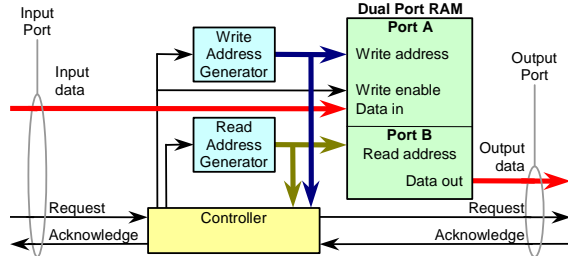 Dual Port RAM
Input
Port
Write
Address
Generator
Port A
Write address
Output
Port
Input
data
Write enable
Data in
Read
Address
Generator
Port B
Read address
Output
data
Data out
Request
Controller
Request
Acknowledge
Acknowledge